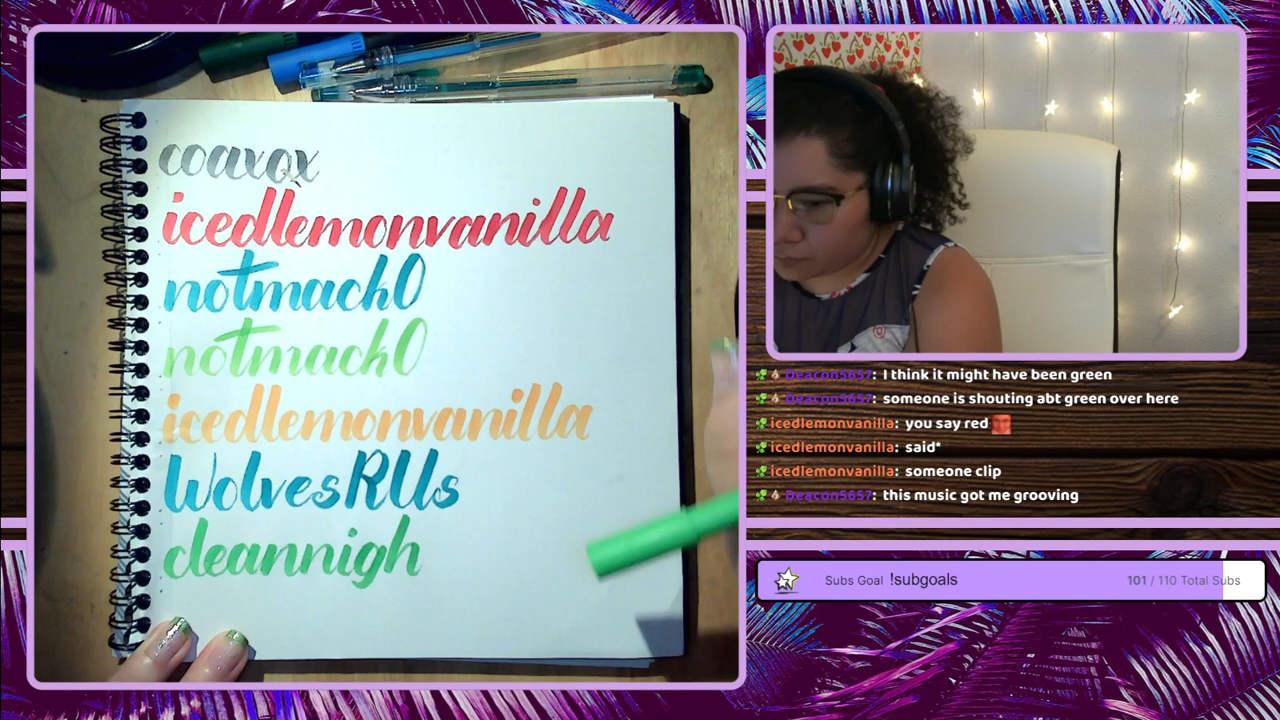 coaxox
icedlemonvanilla
notmack0
notmack0
icedlemonvanilla
WolvesRUs
cleannigh
Deacon5657: I think it might have been green
Deacon5657: someone is shouting abt green over here
icedlemonvanilla: you say red
icedlemonvanilla: said*
icedlemonvanilla: someone clip
Deacon5657: this music got me grooving
Subs Goal !subgoals 101 / 110 Total Subs